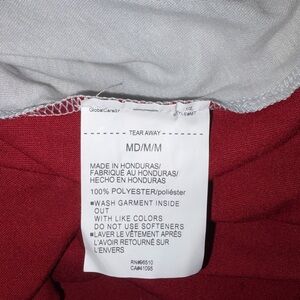 TEAR AWAY
MD/M/M
MADE IN HONDURAS/
FABRIQUÉ AU HONDURAS/
HECHO EN HONDURAS
100% POLYESTER/poliéster
■WASH GARMENT INSIDE
OUT
WITH LIKE COLORS
DO NOT USE SOFTENERS
■LAVER LE VÊTEMENT APRÈS
L'AVOIR RETOURNÉ SUR
L'ENVERS
RN#96510
CA#41095